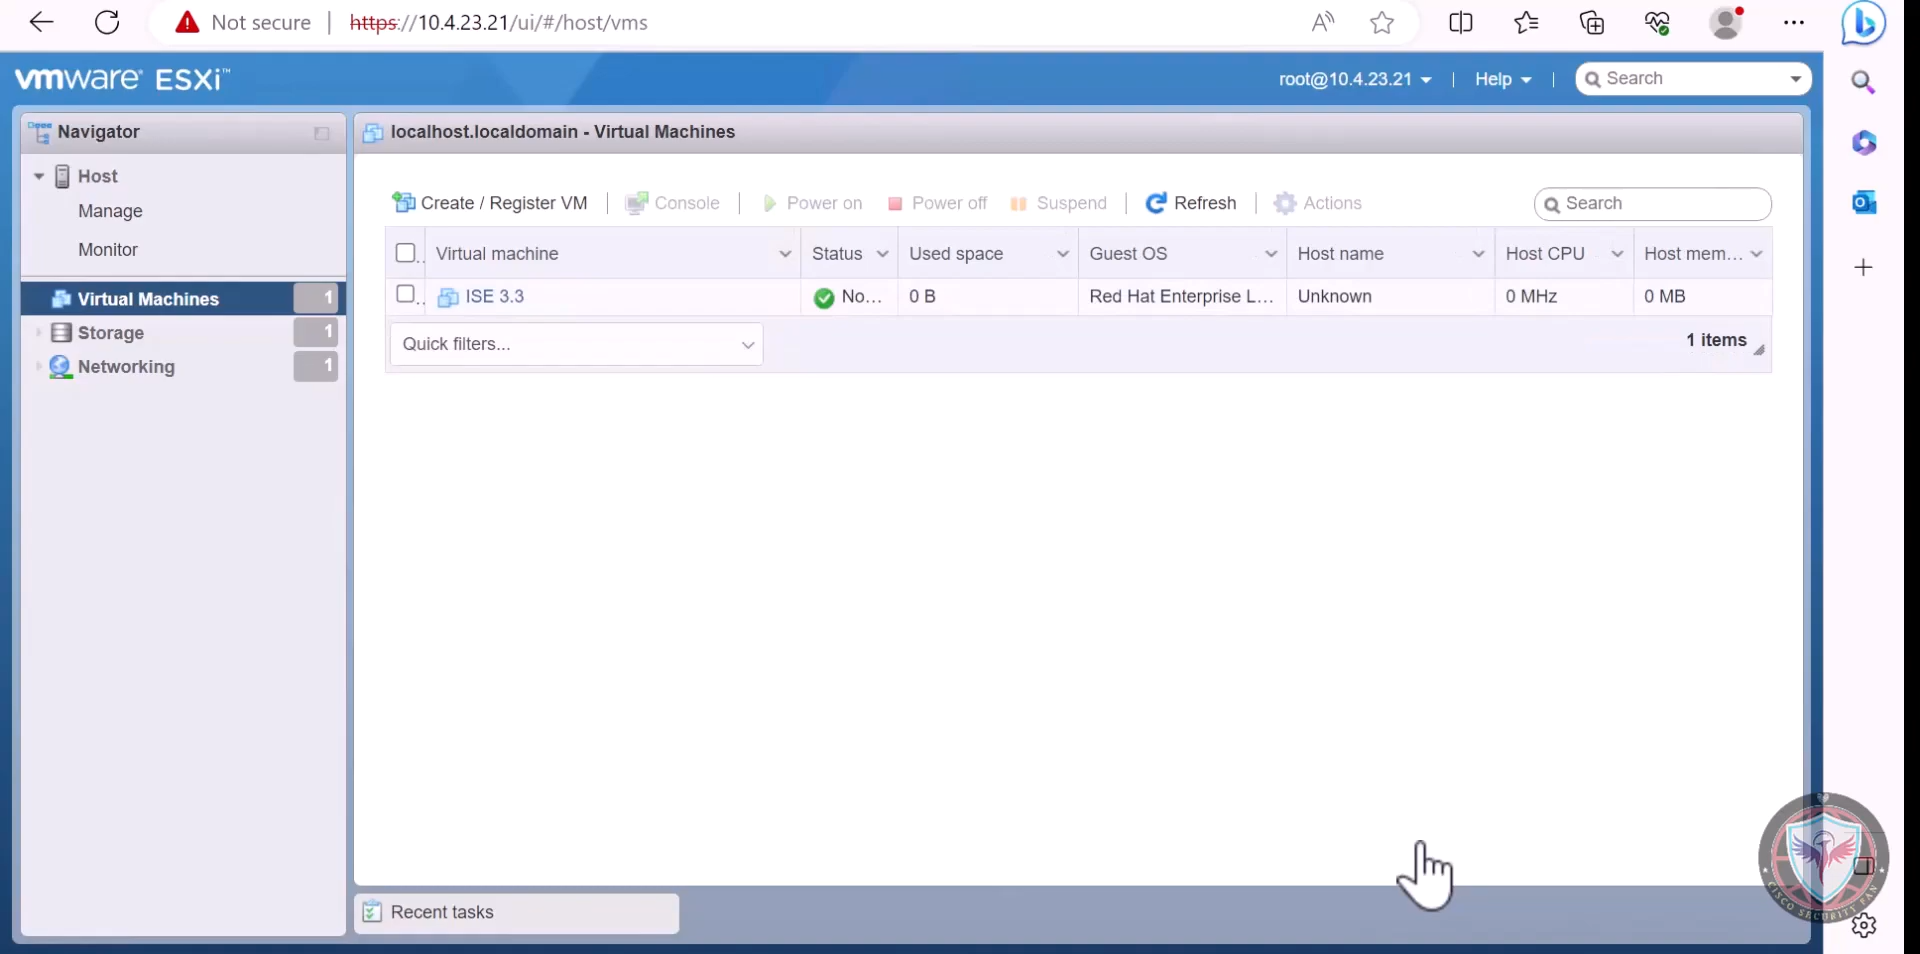 Not secure | https://10.4.23.21/ui/#/host/vms
vmware® ESXi™
root@10.4.23.21 | Help | Search
Navigator
Host
Manage
Monitor
Virtual Machines 1
Storage 1
Networking 1
localhost.localdomain - Virtual Machines
Create / Register VM | Console | Power on Power off Suspend | Refresh | Actions Search
Virtual machine Status Used space Guest OS Host name Host CPU Host mem...
ISE 3.3 No... 0 B Red Hat Enterprise L... Unknown 0 MHz 0 MB
Quick filters...
1 items
Recent tasks
CISCO SECURITY FAN